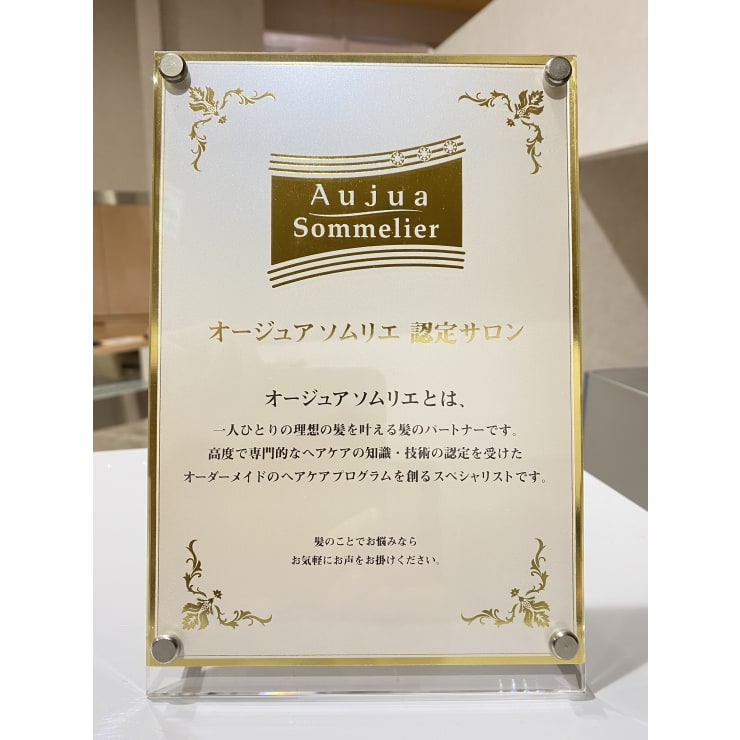 Aujua
Sommelier
オージュア ソムリエ 認定サロン
オージュア ソムリエとは、
一人ひとりの理想の髪を叶える髪のパートナーです。
高度で専門的なヘアケアの知識・技術の認定を受けた
オーダーメイドのヘアケアプログラムを創るスペシャリストです。
髪のことでお悩みなら
お気軽にお声をお掛けください。